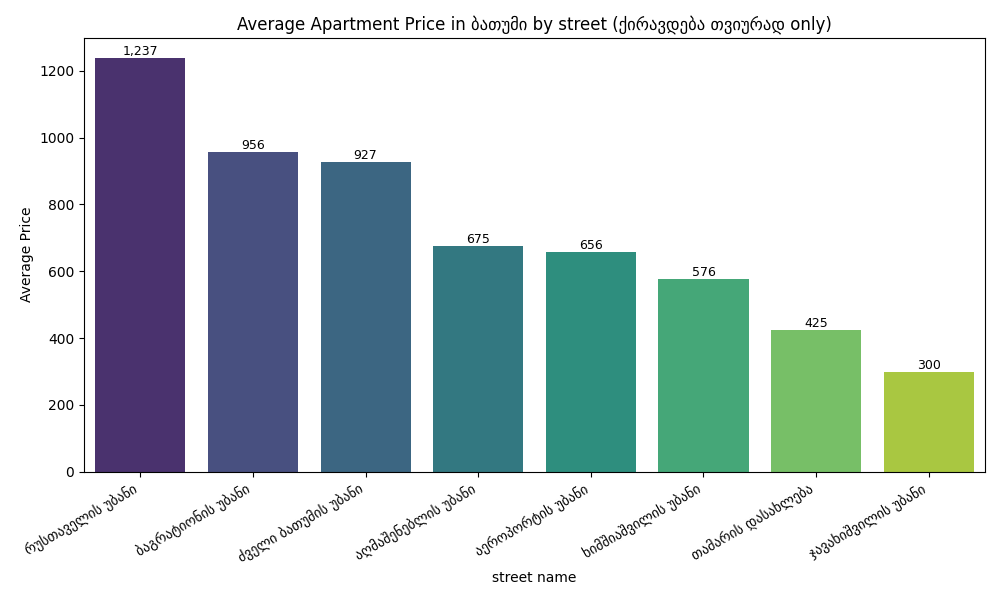 Average Apartment Price in ბათუმი by street (ქირავდება თვიურად only)
1,237
956
927
675
656
576
425
300
1200
1000
800
600
400
200
0
Average Price
რუსთაველის უბანი
ბაგრატიონის უბანი
ძველი ბათუმის უბანი
აღმაშენებლის უბანი
აეროპორტის უბანი
ხიმშიაშვილის უბანი
თამარის დასახლება
ჯავახიშვილის უბანი
street name